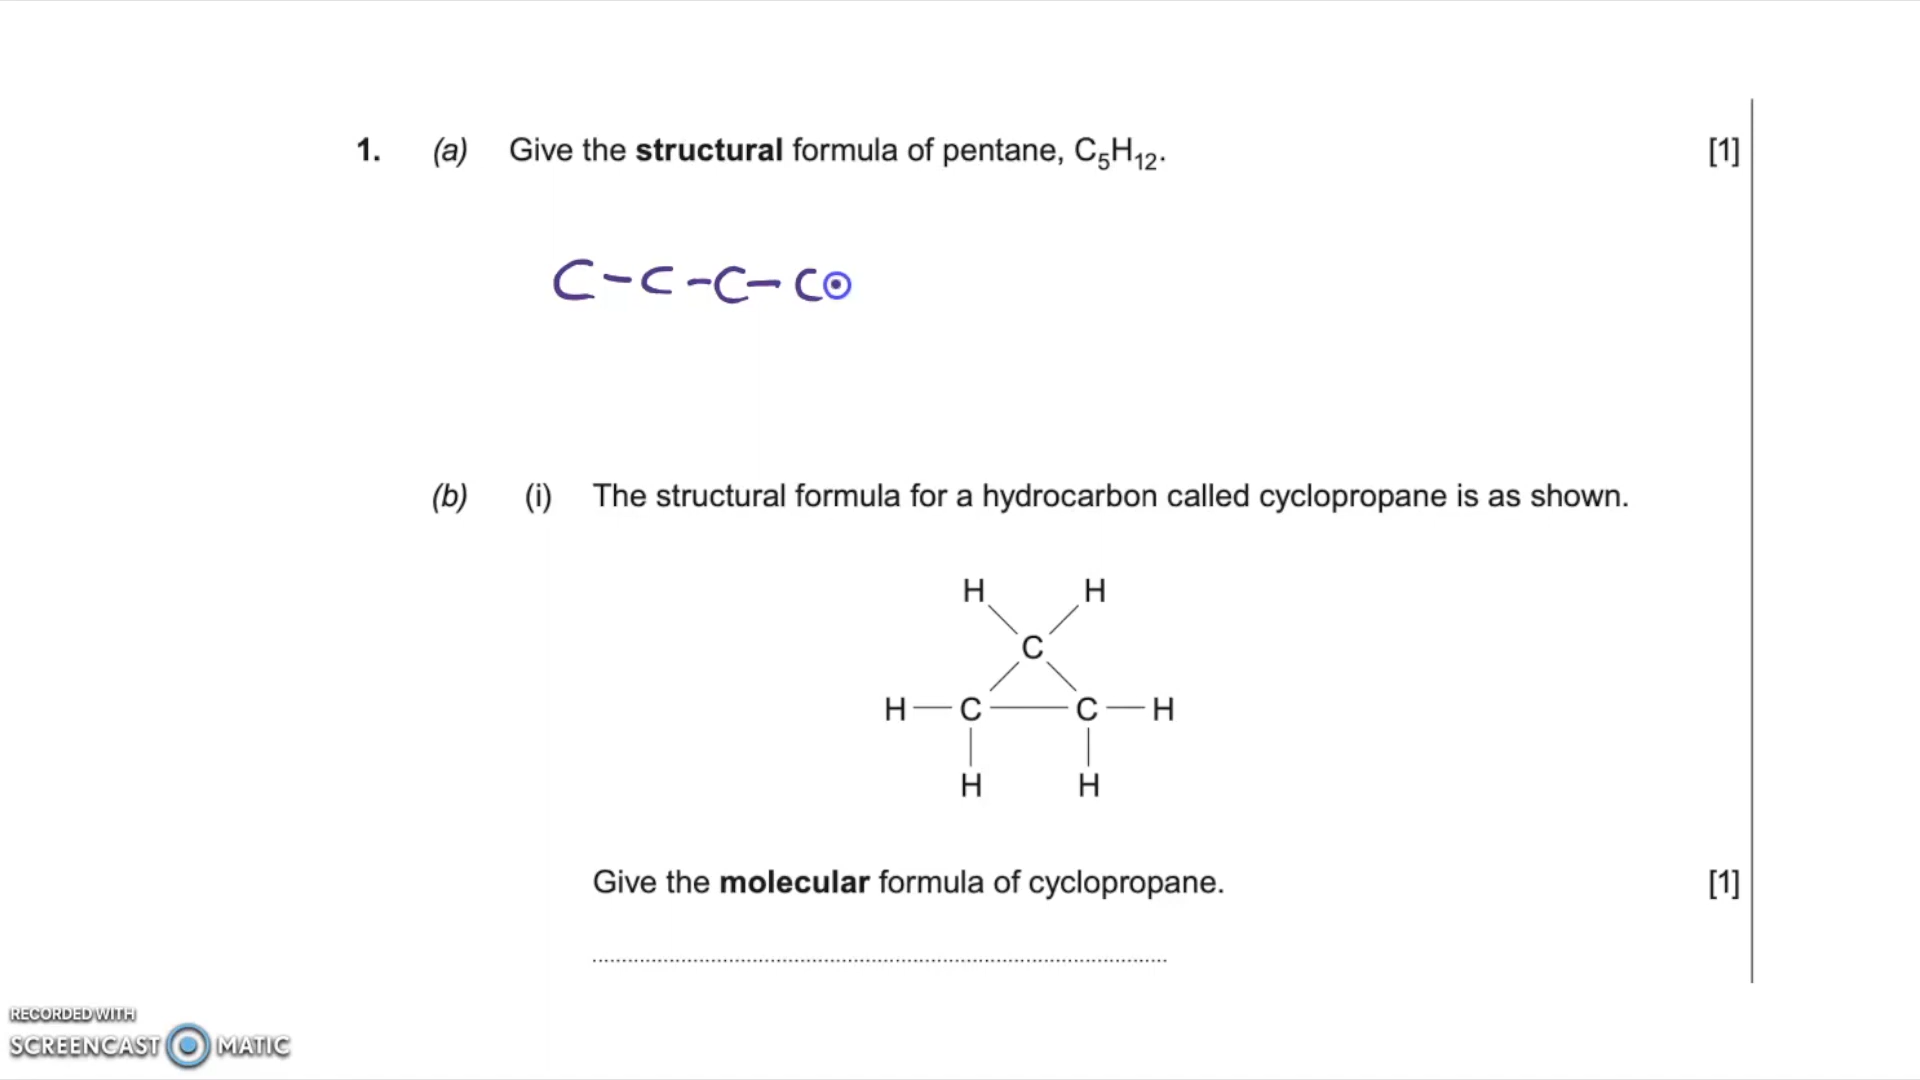 1. (a) Give the structural formula of pentane, C₅H₁₂. [1]
C - C - C - C
(b) (i) The structural formula for a hydrocarbon called cyclopropane is as shown.
H H
C
H C C H
H H
Give the molecular formula of cyclopropane. [1]
RECORDED WITH
SCREENCAST MATIC